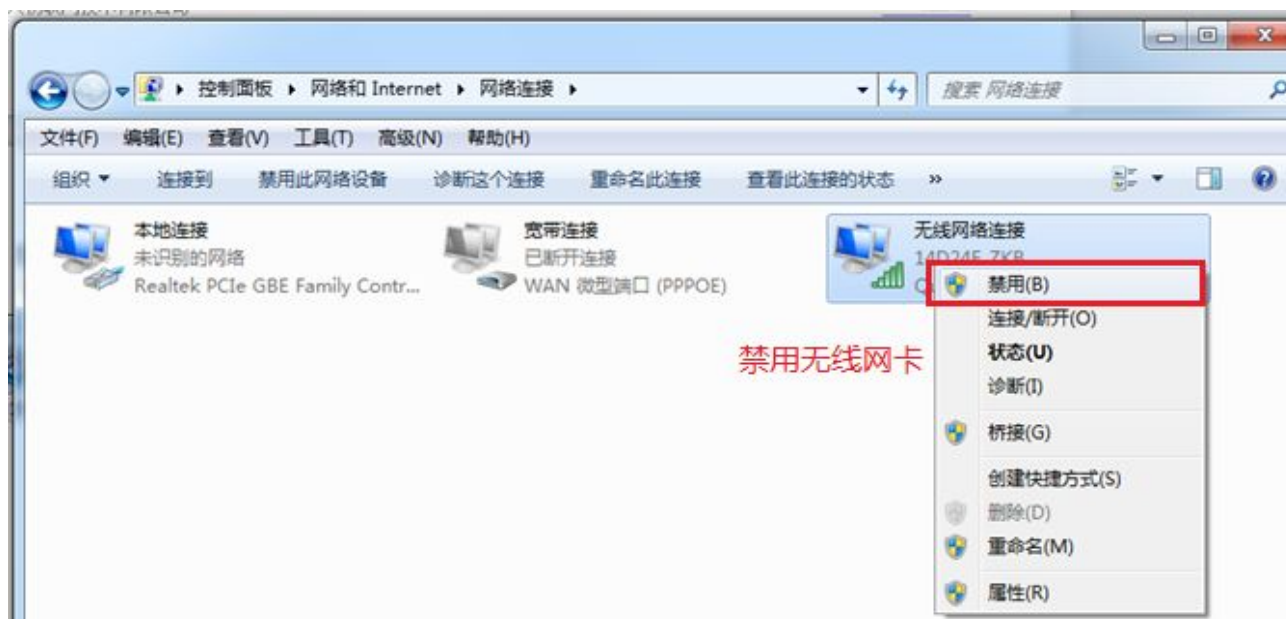 控制面板 ▸ 网络和 Internet ▸ 网络连接 ▸
搜索 网络连接
文件(F) 编辑(E) 查看(V) 工具(T) 高级(N) 帮助(H)
组织 连接到 禁用此网络设备 诊断这个连接 重命名此连接 查看此连接的状态 »
本地连接
未识别的网络
Realtek PCIe GBE Family Contr...
宽带连接
已断开连接
WAN 微型端口 (PPPOE)
无线网络连接
禁用无线网卡
禁用(B)
连接/断开(O)
状态(U)
诊断(I)
桥接(G)
创建快捷方式(S)
删除(D)
重命名(M)
属性(R)